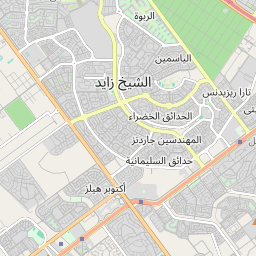 الربوة
الياسمين
الشيخ زايد
تارا ريزيدنس
الحدائق الخضراء
المهندسين جاردنز
حدائق السليمانية
أكتوبر هيلز